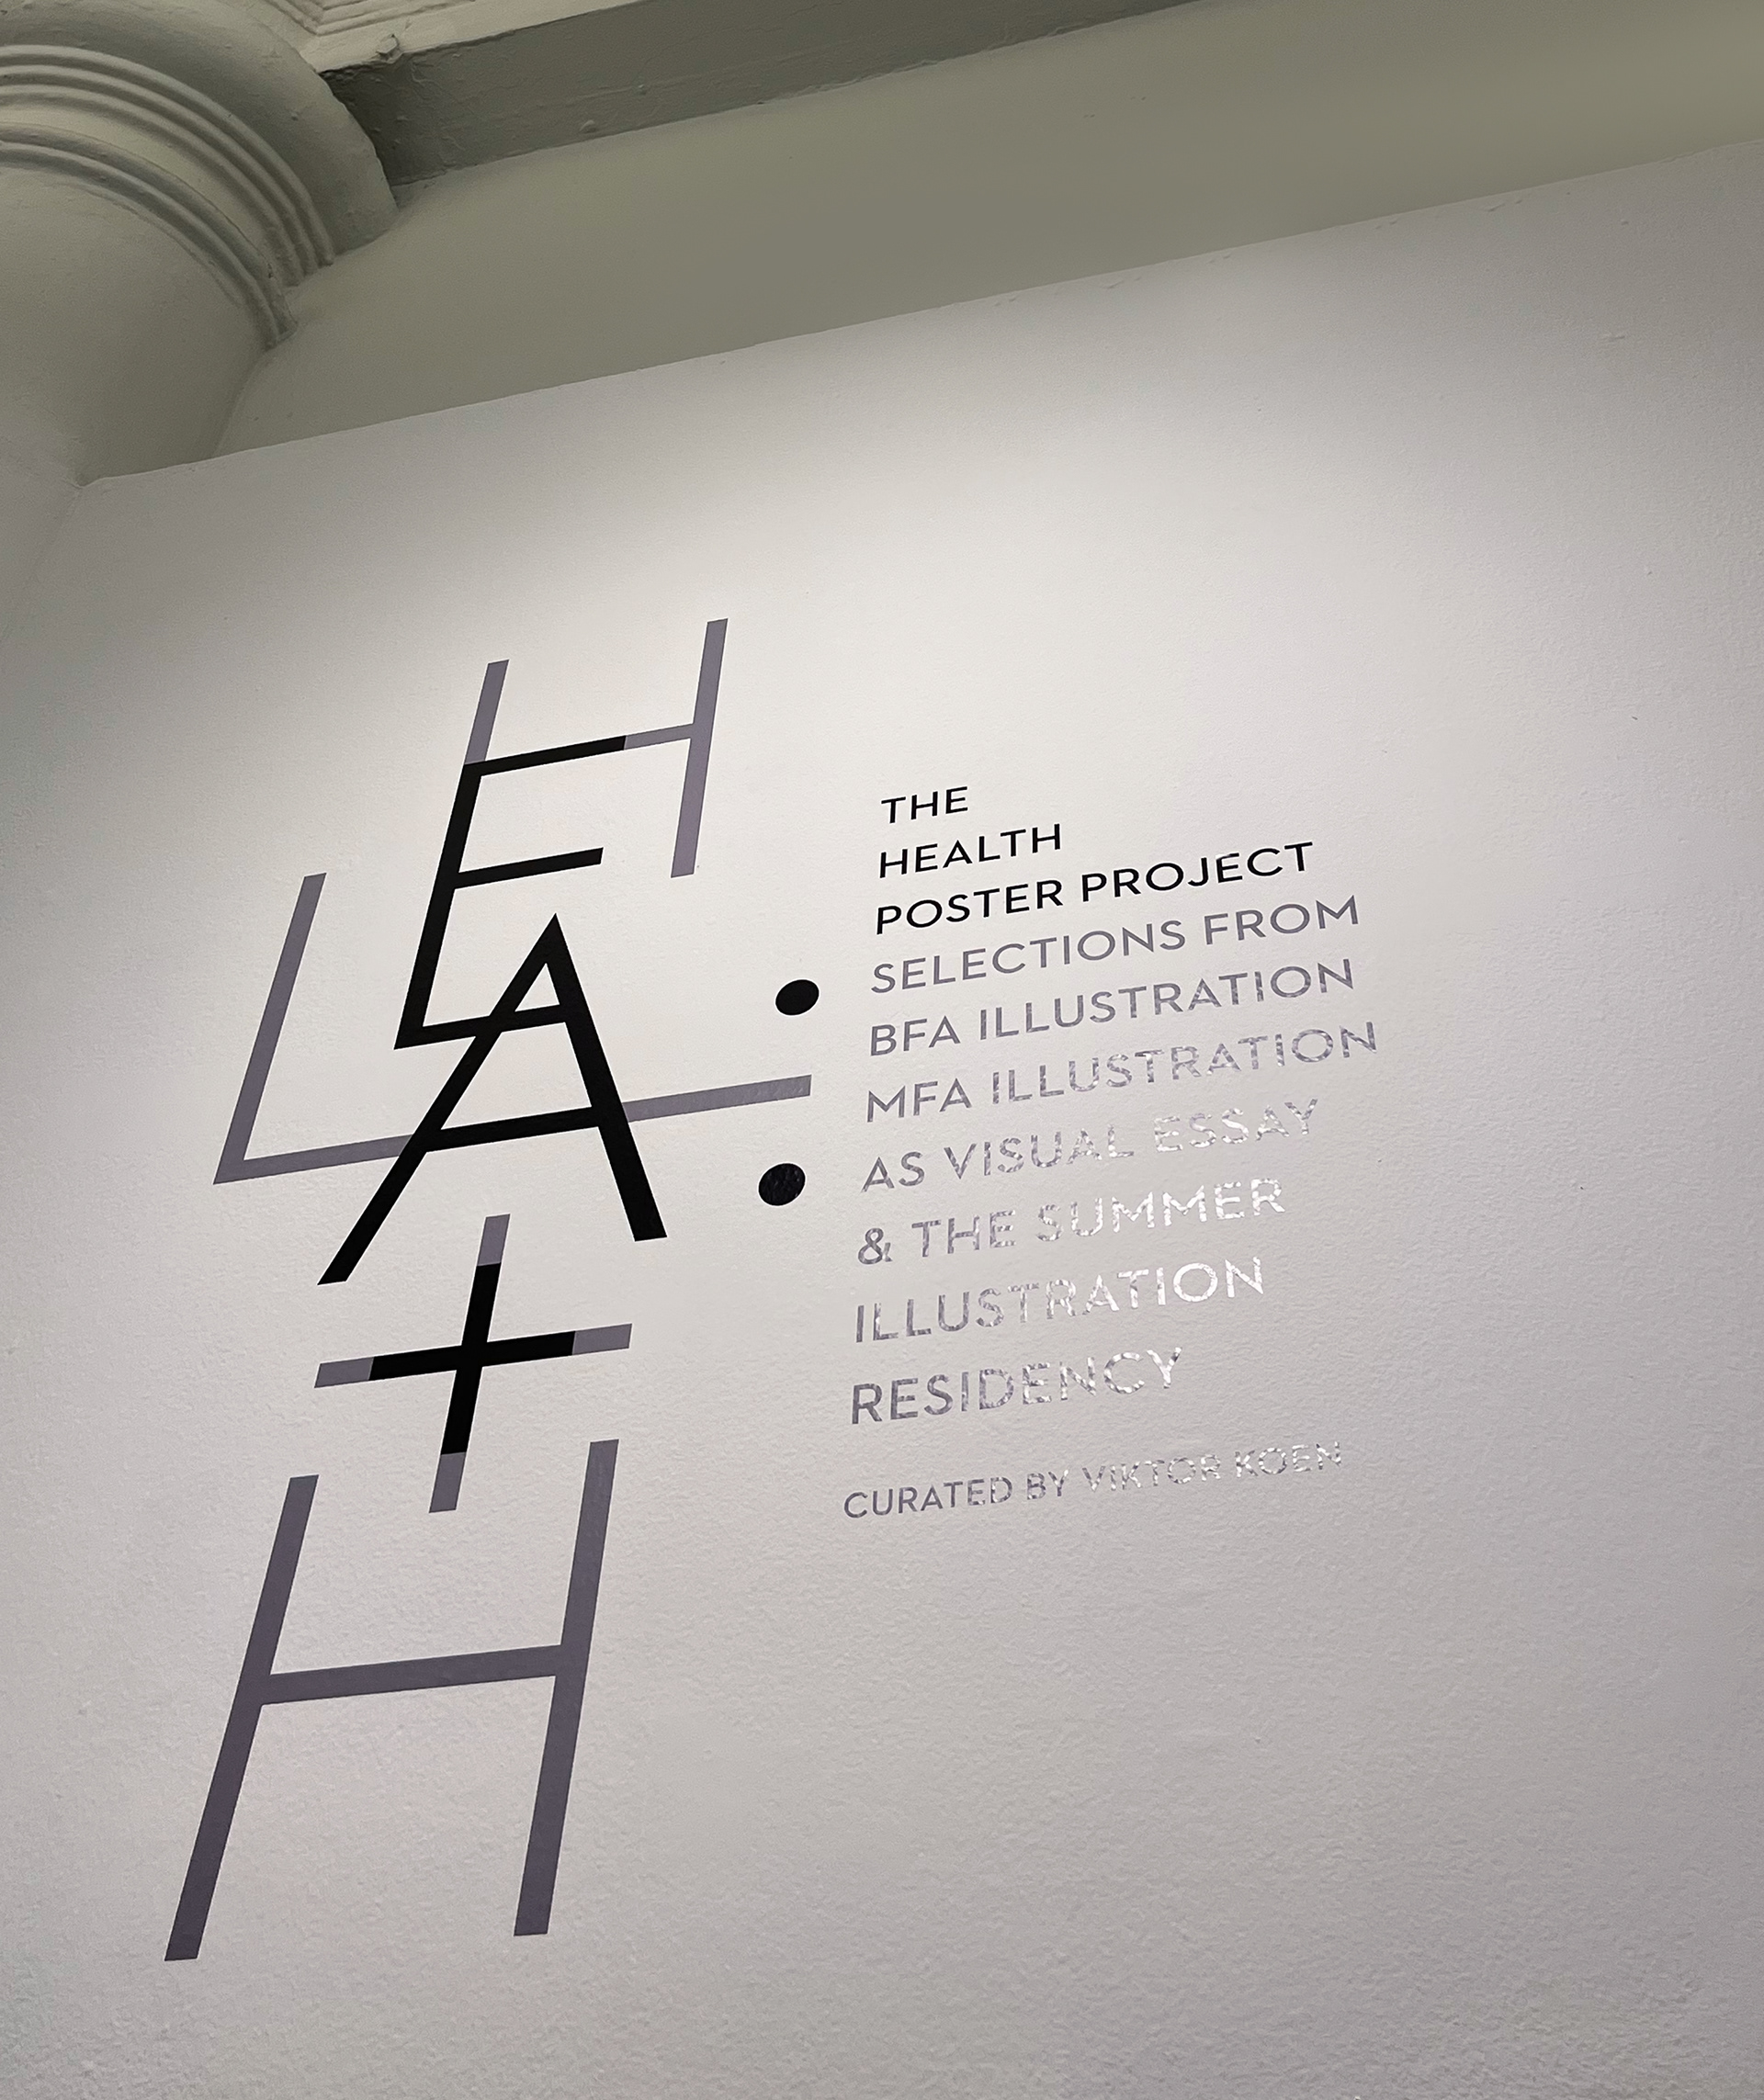 H
E
L A :
+
H
THE
HEALTH
POSTER PROJECT
SELECTIONS FROM
BFA ILLUSTRATION
MFA ILLUSTRATION
AS VISUAL ESSAY
& THE SUMMER
ILLUSTRATION
RESIDENCY
CURATED BY VIKTOR KOEN